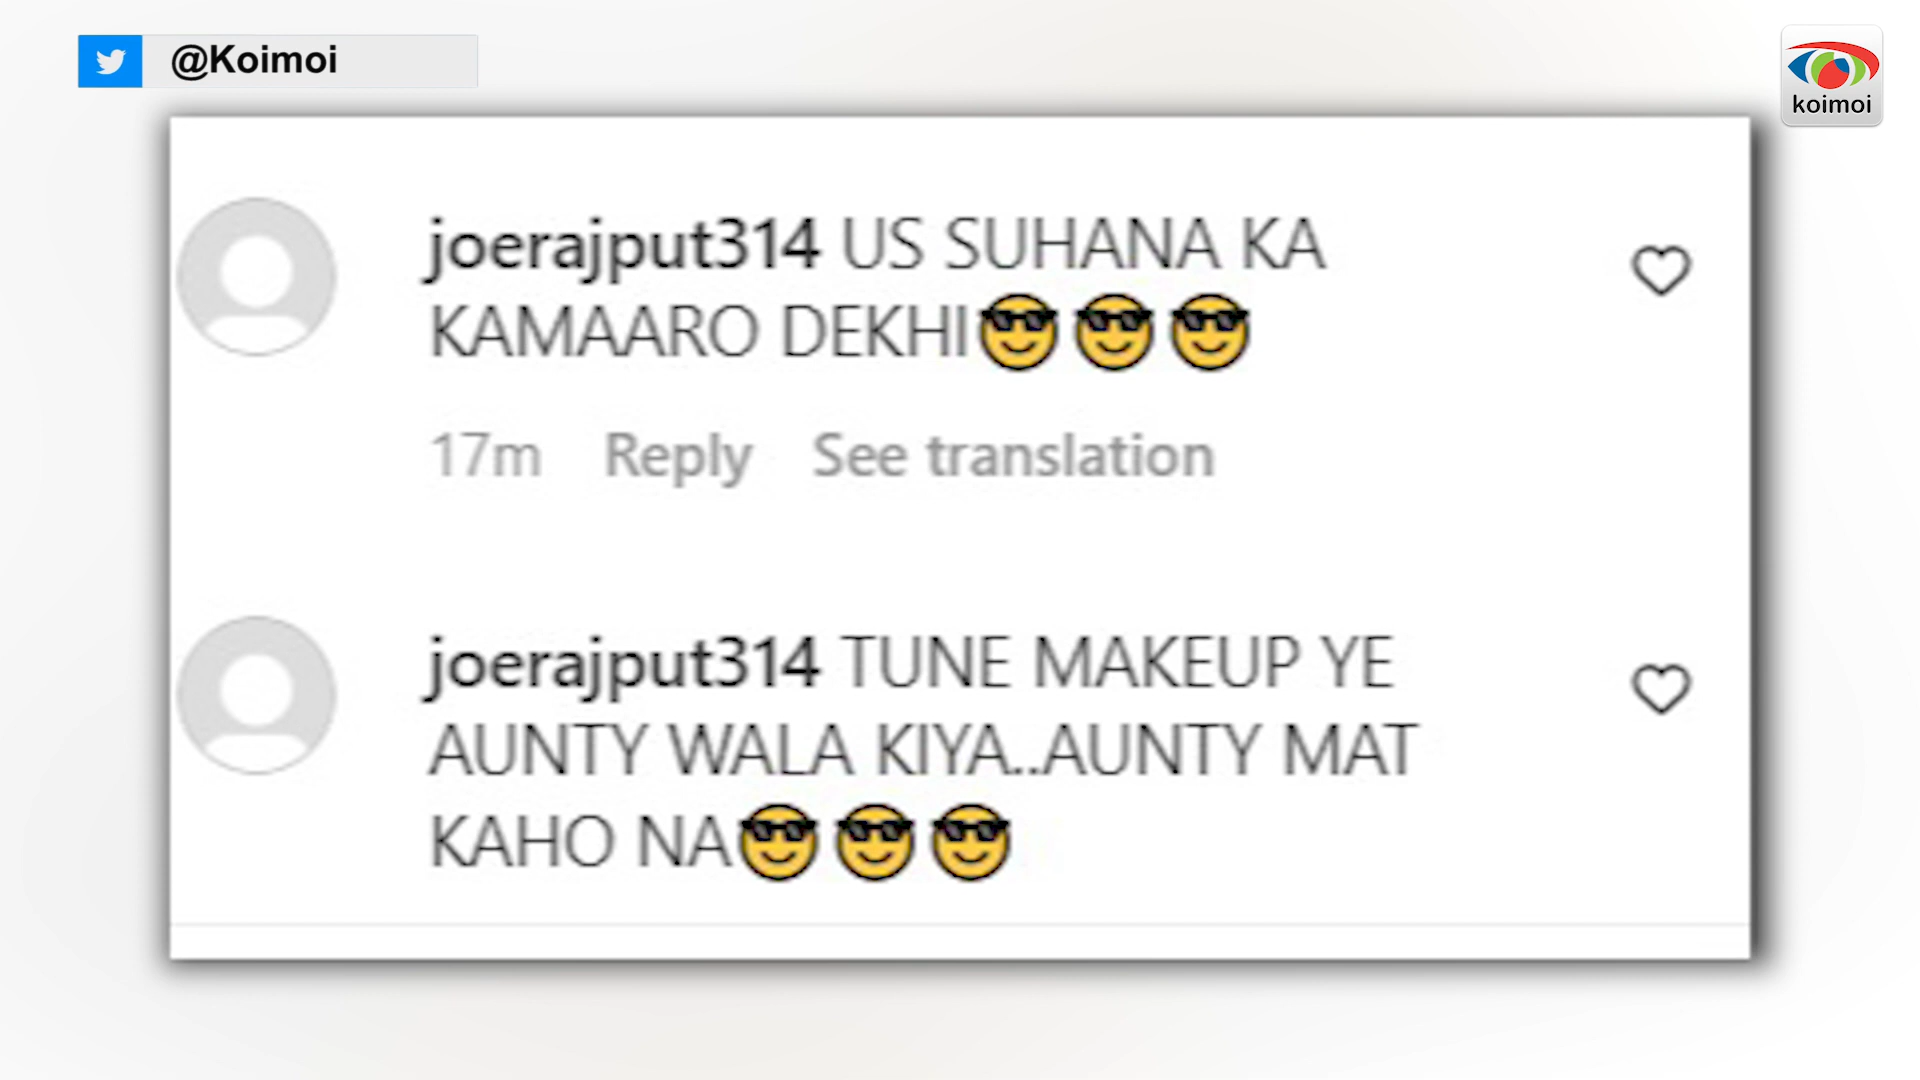 @Koimoi
koimoi
joerajput314 US SUHANA KA
KAMAARO DEKHI😎😎😎
17m Reply See translation
joerajput314 TUNE MAKEUP YE
AUNTY WALA KIYA..AUNTY MAT
KAHO NA😎😎😎